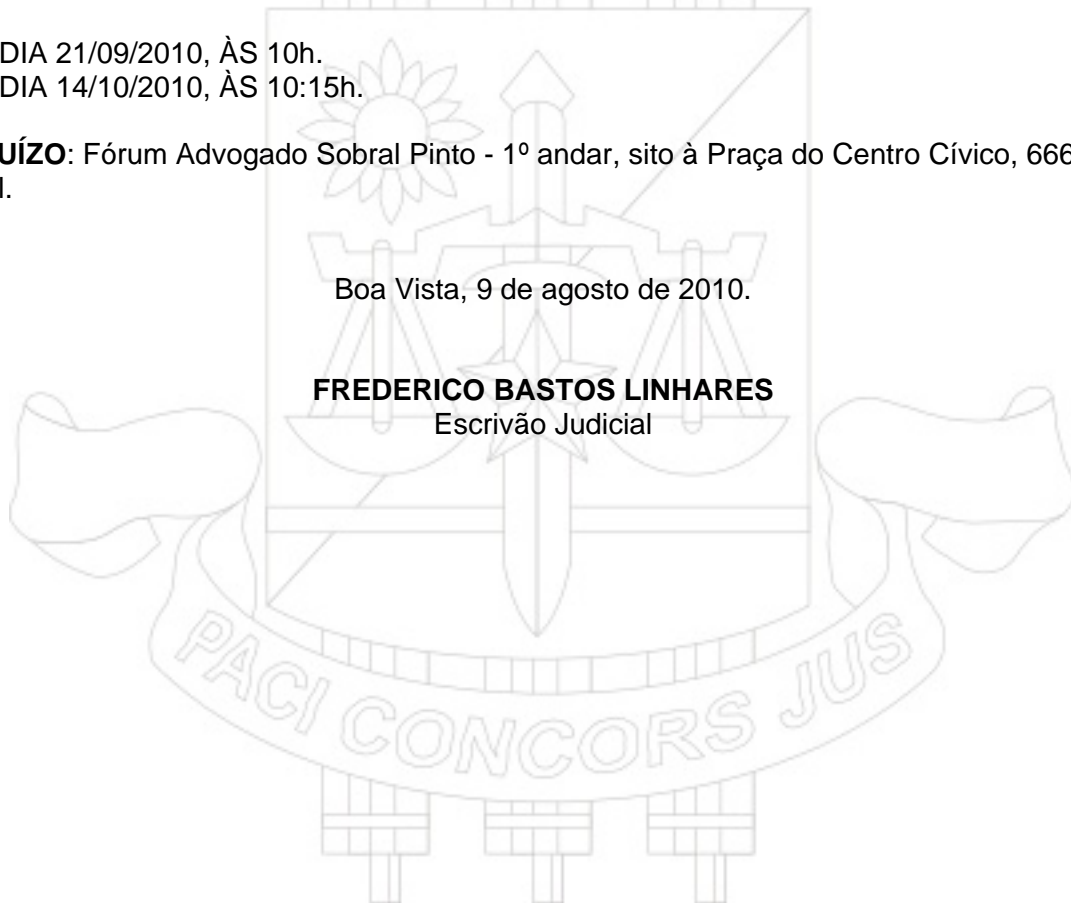 DIA 21/09/2010, ÀS 10h.
DIA 14/10/2010, ÀS 10:15h.
UÍZO: Fórum Advogado Sobral Pinto - 1º andar, sito à Praça do Centro Cívico, 666
l.
Boa Vista, 9 de agosto de 2010.
FREDERICO BASTOS LINHARES
Escrivão Judicial
PACI CONCORS JUS